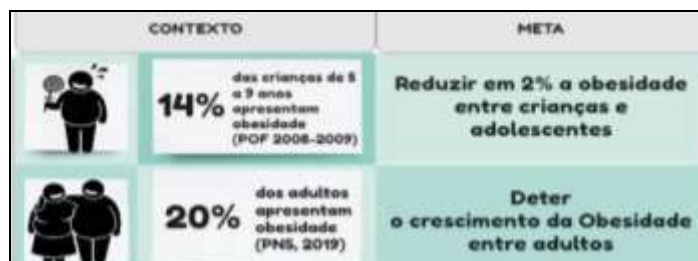 CONTEXTO
META
14%
das crianças de 5
a 9 anos
apresentam
obesidade
(POF 2008-2009)
Reduzir em 2% a obesidade
entre crianças e
adolescentes
20%
dos adultos
apresentam
obesidade
(PNS, 2019)
Deter
o crescimento da Obesidade
entre adultos